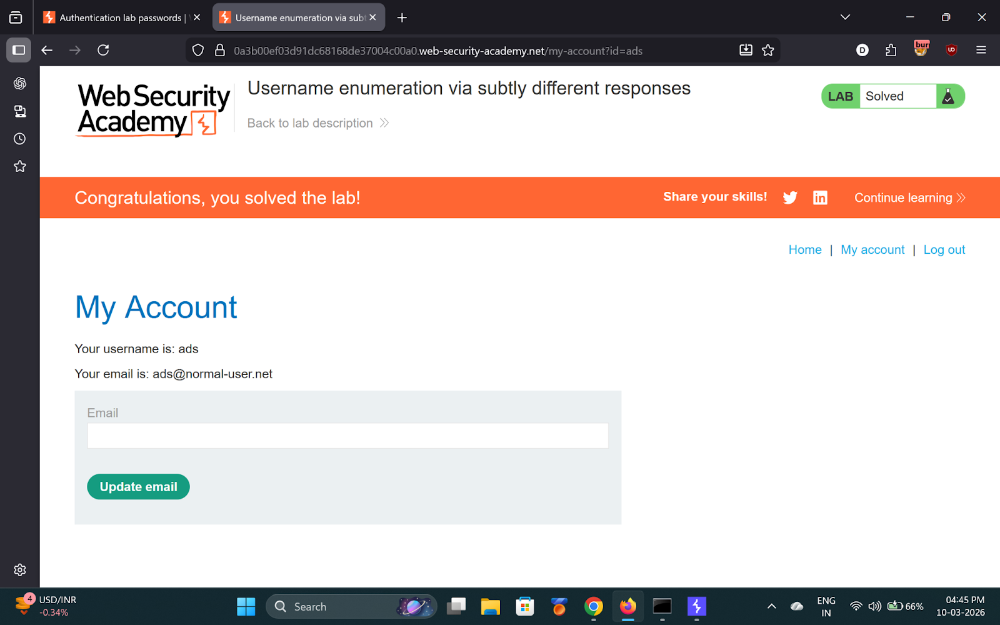 Authentication lab passwords |
Username enumeration via subt
0a3b00ef03d91dc68168de37004c00a0.web-security-academy.net/my-account?id=ads
D
bur
UD
Web Security
Academy
Username enumeration via subtly different responses
Back to lab description
LAB Solved
Congratulations, you solved the lab!
Share your skills!
in
Continue learning
Home | My account | Log out
My Account
Your username is: ads
Your email is: ads@normal-user.net
Email
Update email
4
USD/INR
-0.34%
Search
ENG
IN
66%
04:45 PM
10-03-2026